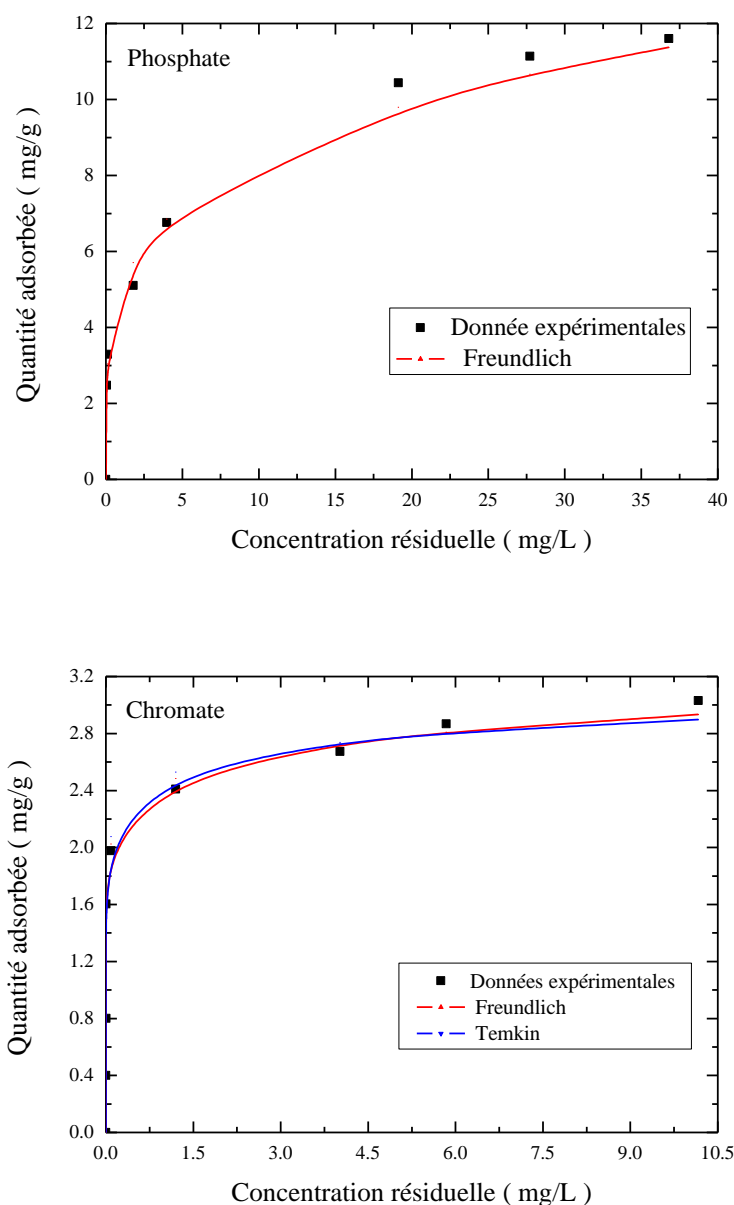 Phosphate
12
10
8
6
4
2
0
Quantité adsorbée ( mg/g )
Donnée expérimentales
Freundlich
0 5 10 15 20 25 30 35 40
Concentration résiduelle ( mg/L )
Chromate
3.2
2.8
2.4
2.0
1.6
1.2
0.8
0.4
0.0
Quantité adsorbée ( mg/g )
Données expérimentales
Freundlich
Temkin
0.0 1.5 3.0 4.5 6.0 7.5 9.0 10.5
Concentration résiduelle ( mg/L )